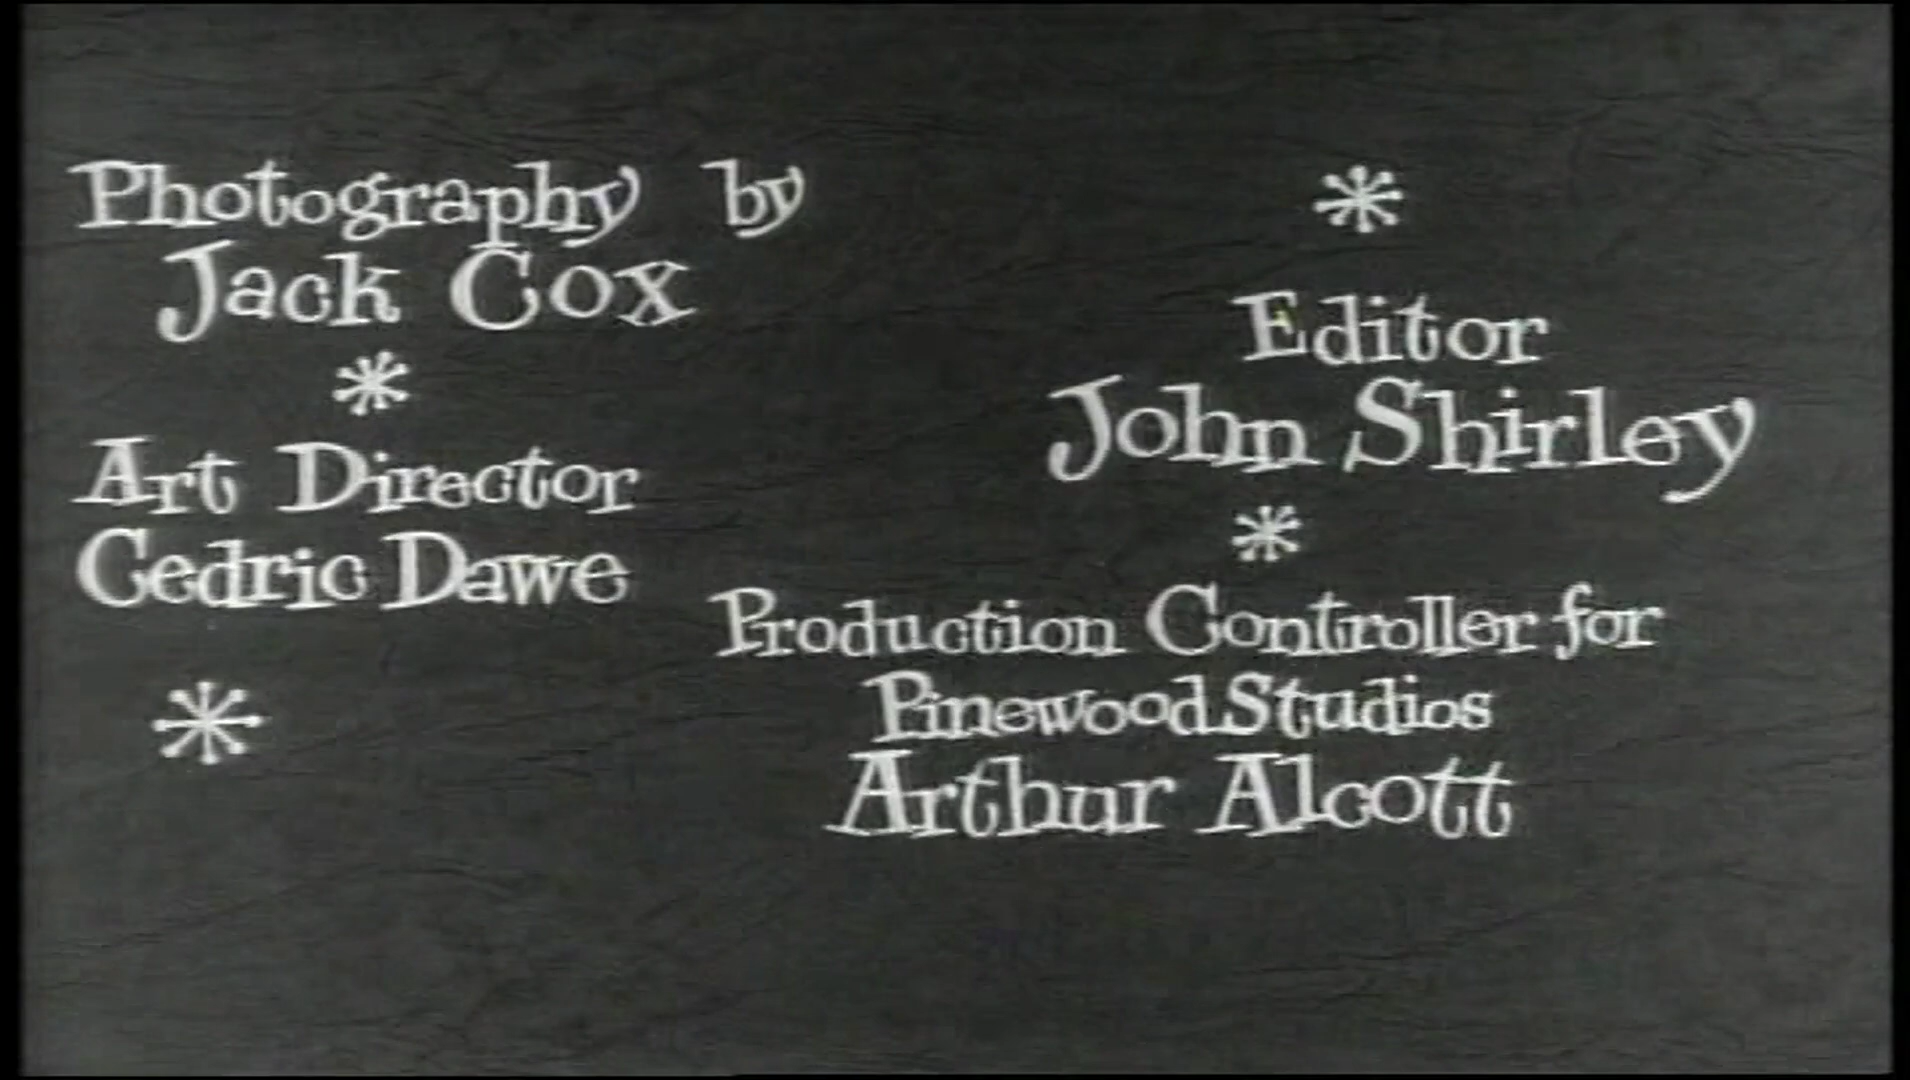 Photography by
Jack Cox
Art Director
Cedric Dawe
Editor
John Shirley
Production Controller for
Pinewood Studios
Arthur Alcott